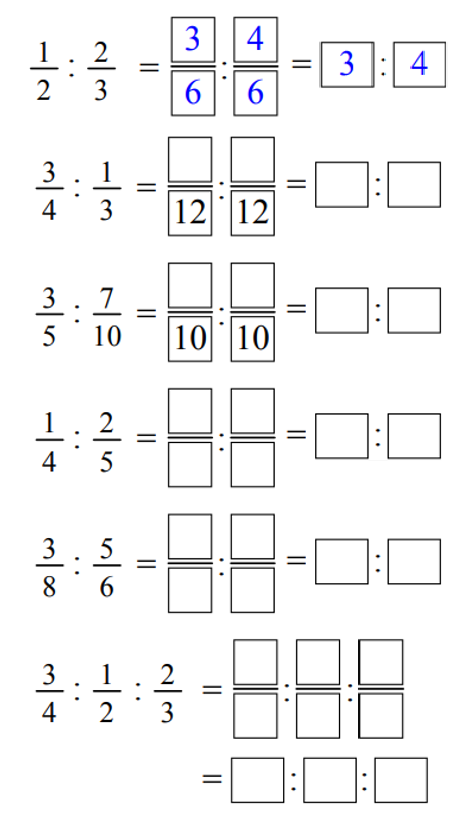 1/2 : 2/3 = 3/6 : 4/6 = 3 : 4
3/4 : 1/3 = □/12 : □/12 = □ : □
3/5 : 7/10 = □/10 : □/10 = □ : □
1/4 : 2/5 = □/□ : □/□ = □ : □
3/8 : 5/6 = □/□ : □/□ = □ : □
3/4 : 1/2 : 2/3 = □/□ : □/□ : □/□
= □ : □ : □